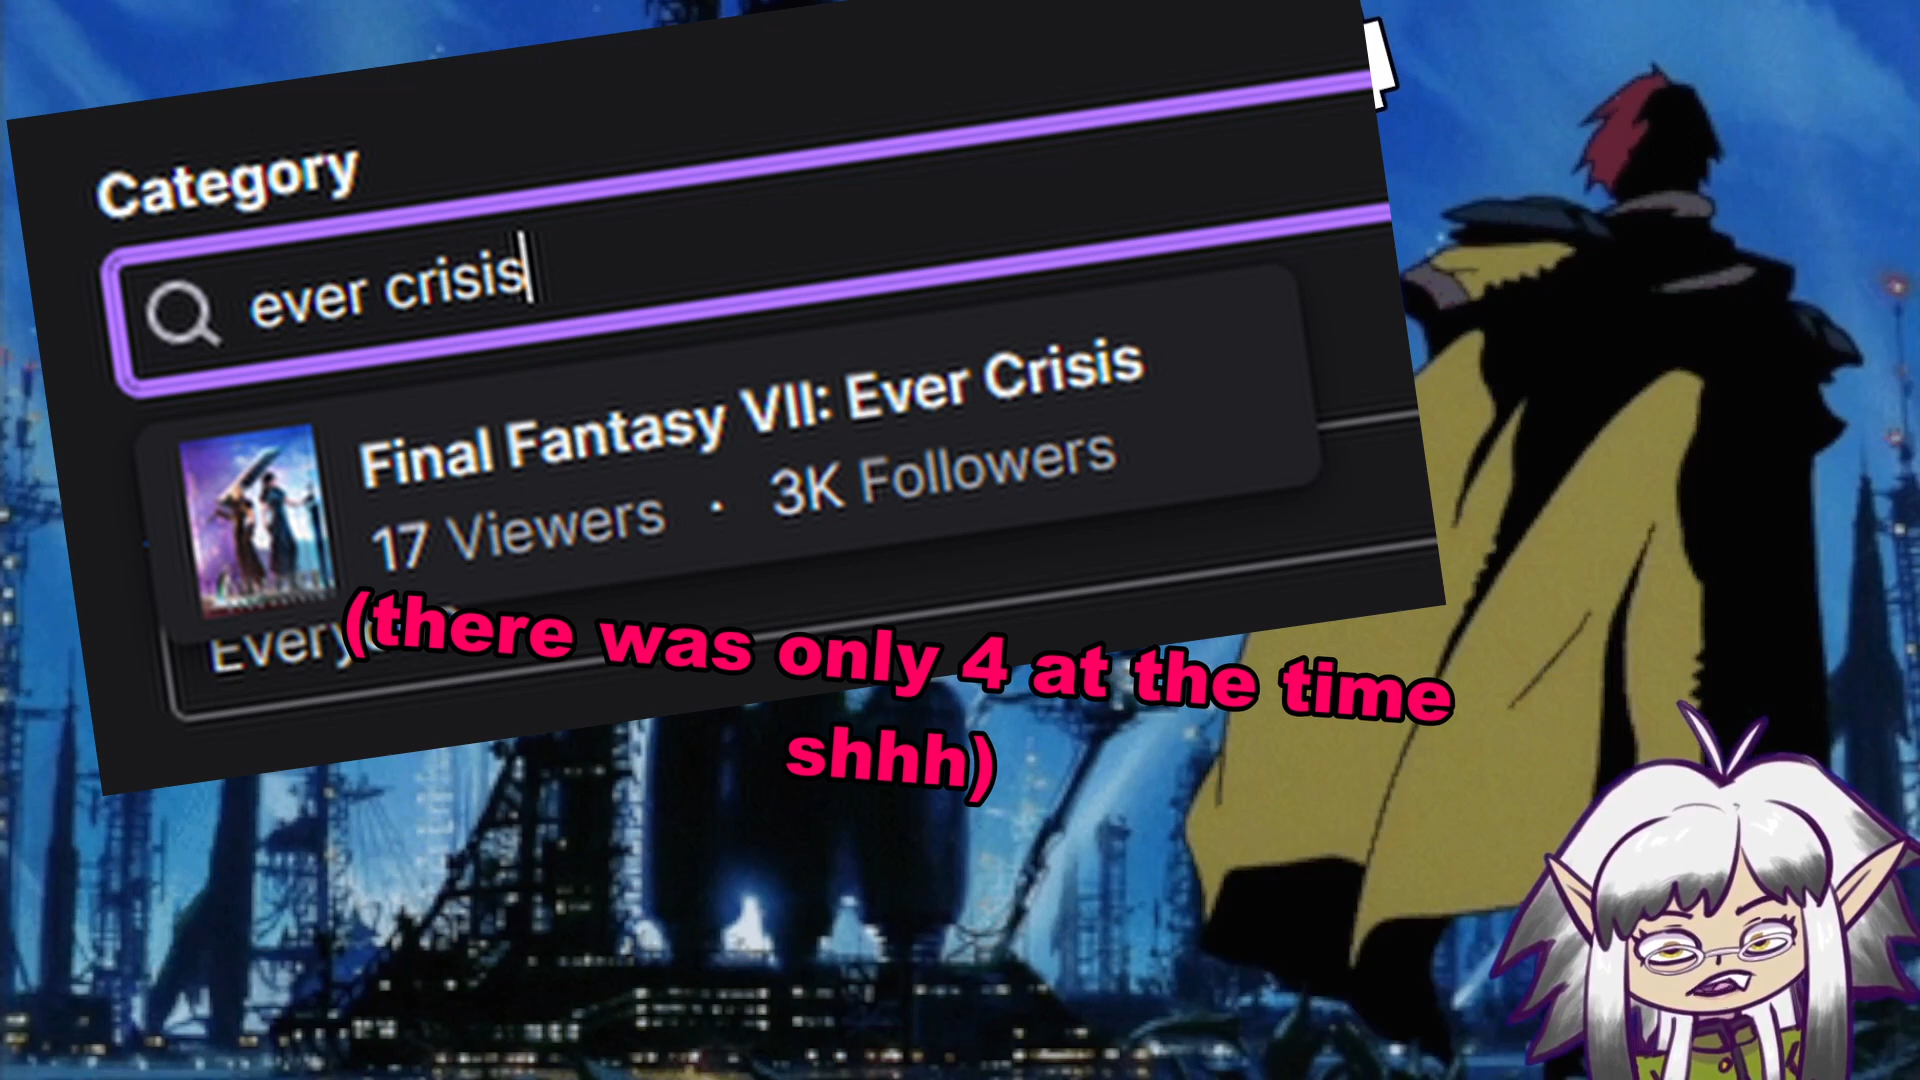 Category
ever crisis
Final Fantasy VII: Ever Crisis
17 Viewers · 3K Followers
(there was only 4 at the time
shhh)